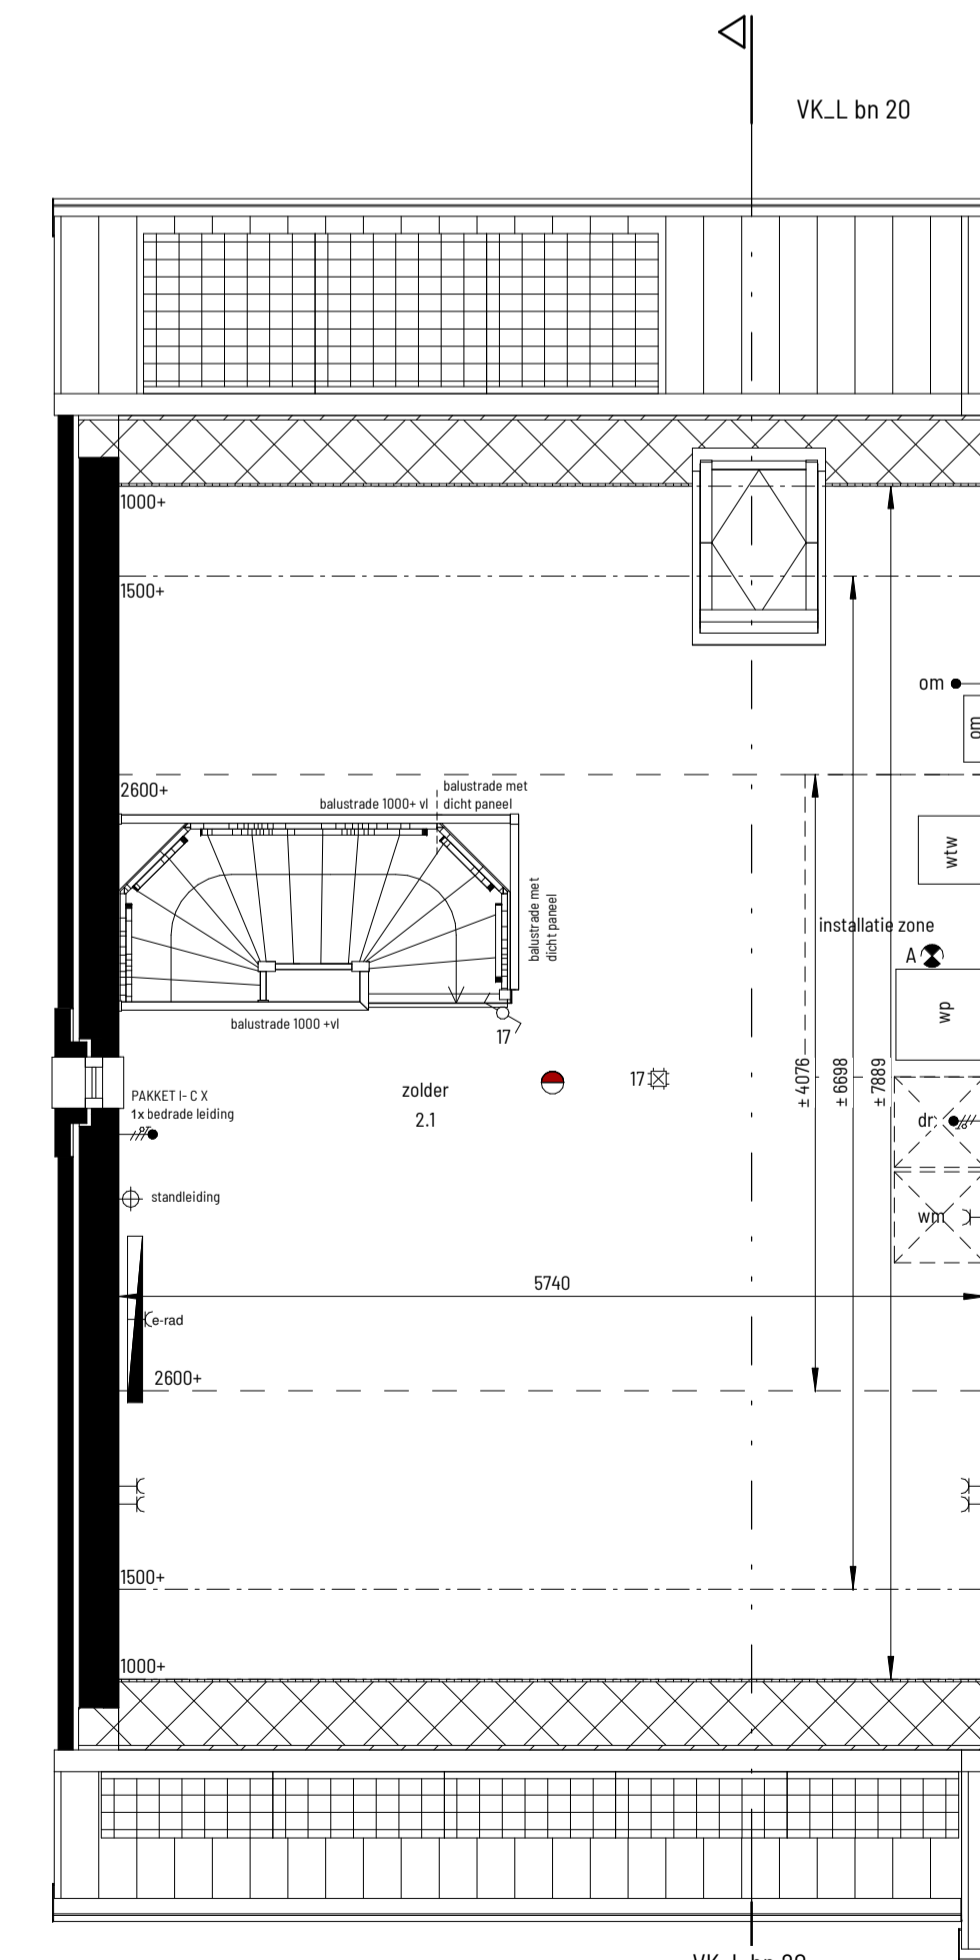 VK_L bn 20
1000+
1500+
om
om
2600+
balustrade 1000+ vl
balustrade met
dicht paneel
wtw
balustrade met
dicht paneel
installatie zone
A
wp
balustrade 1000 +vl
17
zolder
2.1
17
± 4076
± 6698
± 7889
PAKKET I- C X
1x bedrade leiding
dr
standleiding
wm
5740
e-rad
2600+
1500+
1000+